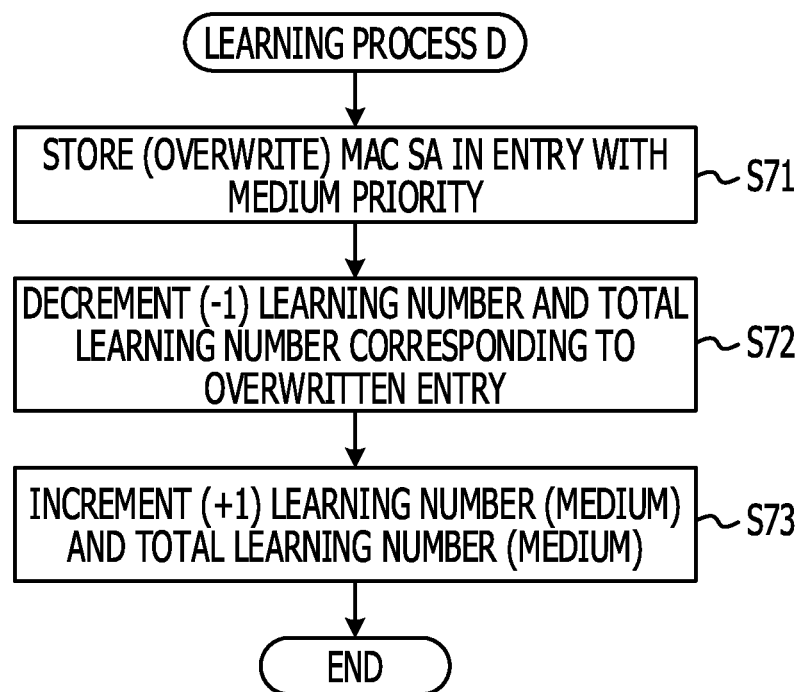 LEARNING PROCESS D
STORE (OVERWRITE) MAC SA IN ENTRY WITH
MEDIUM PRIORITY
S71
DECREMENT (-1) LEARNING NUMBER AND TOTAL
LEARNING NUMBER CORRESPONDING TO
OVERWRITTEN ENTRY
S72
INCREMENT (+1) LEARNING NUMBER (MEDIUM)
AND TOTAL LEARNING NUMBER (MEDIUM)
S73
END